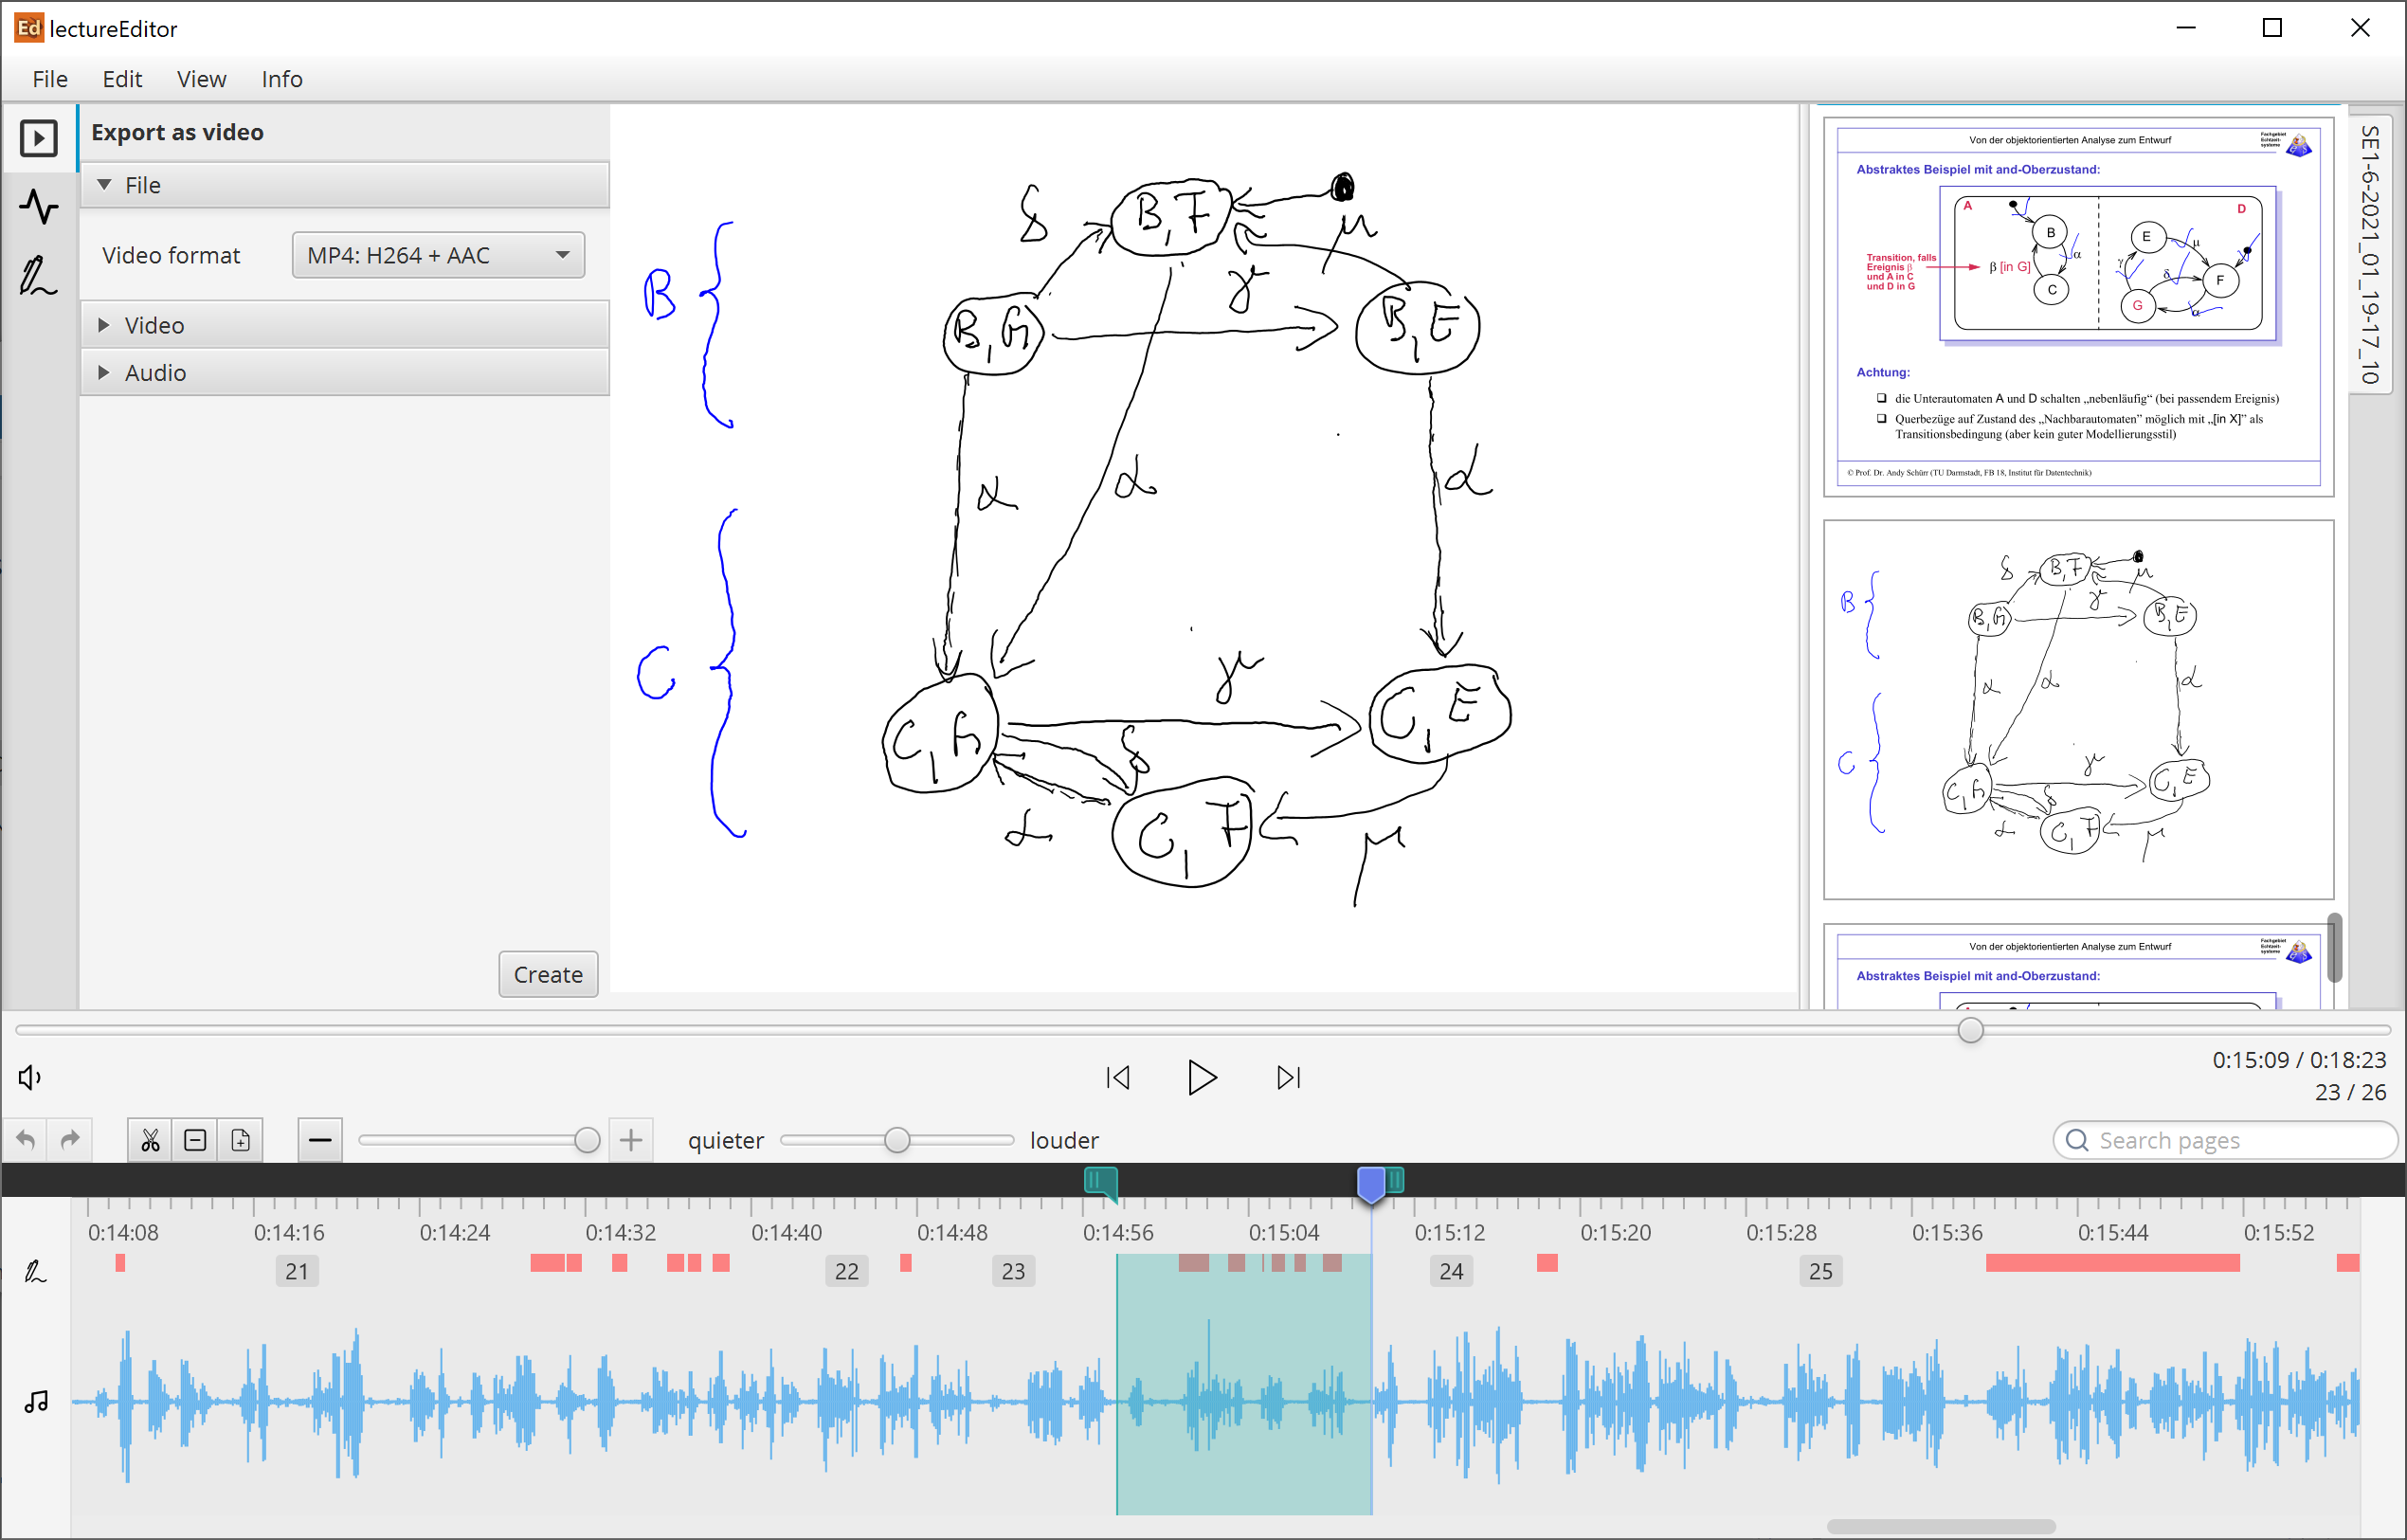 Ed lectureEditor
File Edit View Info
Export as video
File
Video format MP4: H264 + AAC
Video
Audio
Create
B
C
δ
B,F
μ
γ
B,G
B,E
α
α
α
γ
C,G
C,E
δ
α
C,F
μ
Von der objektorientierten Analyse zum Entwurf
Fachgebiet
Echtzeit-
systeme
Abstraktes Beispiel mit and-Oberzustand:
A
D
B
E
μ
α
γ
δ
F
C
G
α
Transition, falls
Ereignis β
und A in C
und D in G
β [in G]
Achtung:
❑ die Unterautomaten A und D schalten „nebenläufig“ (bei passendem Ereignis)
❑ Querbezüge auf Zustand des „Nachbarautomaten“ möglich mit „[in X]“ als
Transitionsbedingung (aber kein guter Modellierungsstil)
© Prof. Dr. Andy Schürr (TU Darmstadt, FB 18, Institut für Datentechnik)
B
C
δ
B,F
μ
γ
B,G
B,E
α
α
α
γ
C,G
C,E
δ
α
C,F
μ
Von der objektorientierten Analyse zum Entwurf
Fachgebiet
Echtzeit-
systeme
Abstraktes Beispiel mit and-Oberzustand:
SE1-6-2021_01_19-17_10
0:15:09 / 0:18:23
23 / 26
quieter louder
Search pages
0:14:08 0:14:16 0:14:24 0:14:32 0:14:40 0:14:48 0:14:56 0:15:04 0:15:12 0:15:20 0:15:28 0:15:36 0:15:44 0:15:52
21 22 23 24 25